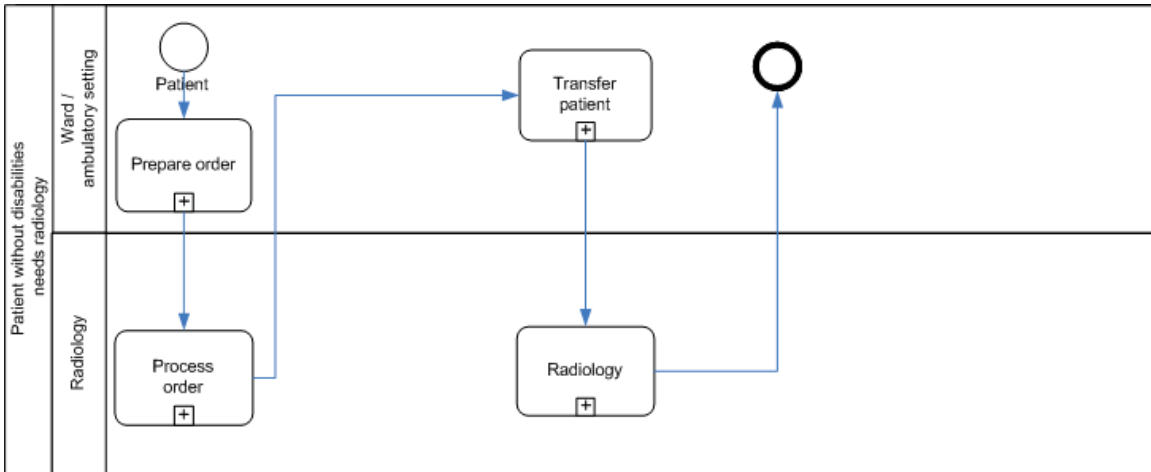 Patient without disabilities
needs radiology
Ward /
ambulatory setting
Patient
Prepare order
Transfer
patient
Radiology
Process
order
Radiology